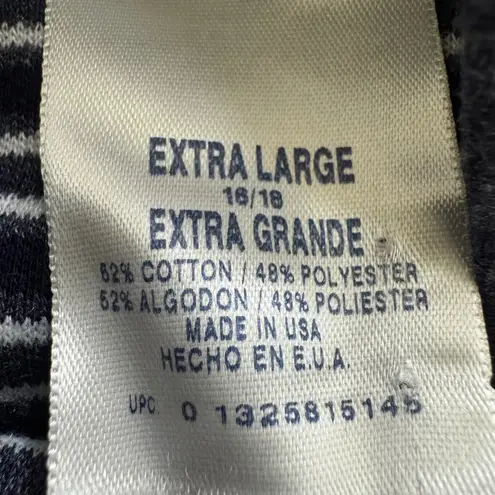 EXTRA LARGE
16/18
EXTRA GRANDE
52% COTTON / 48% POLYESTER
52% ALGODON / 48% POLIESTER
MADE IN USA
HECHO EN E.U.A.
UPC 0 1325815145